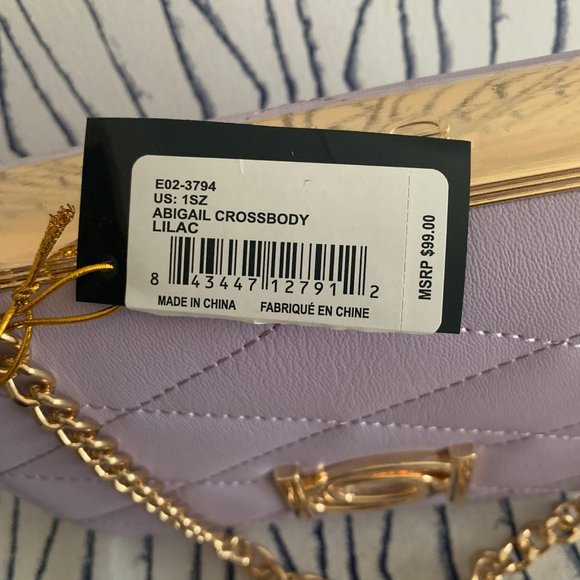 E02-3794
US: 1SZ
ABIGAIL CROSSBODY
LILAC
8 43447 12791 2
MADE IN CHINA FABRIQUÉ EN CHINE
MSRP $99.00